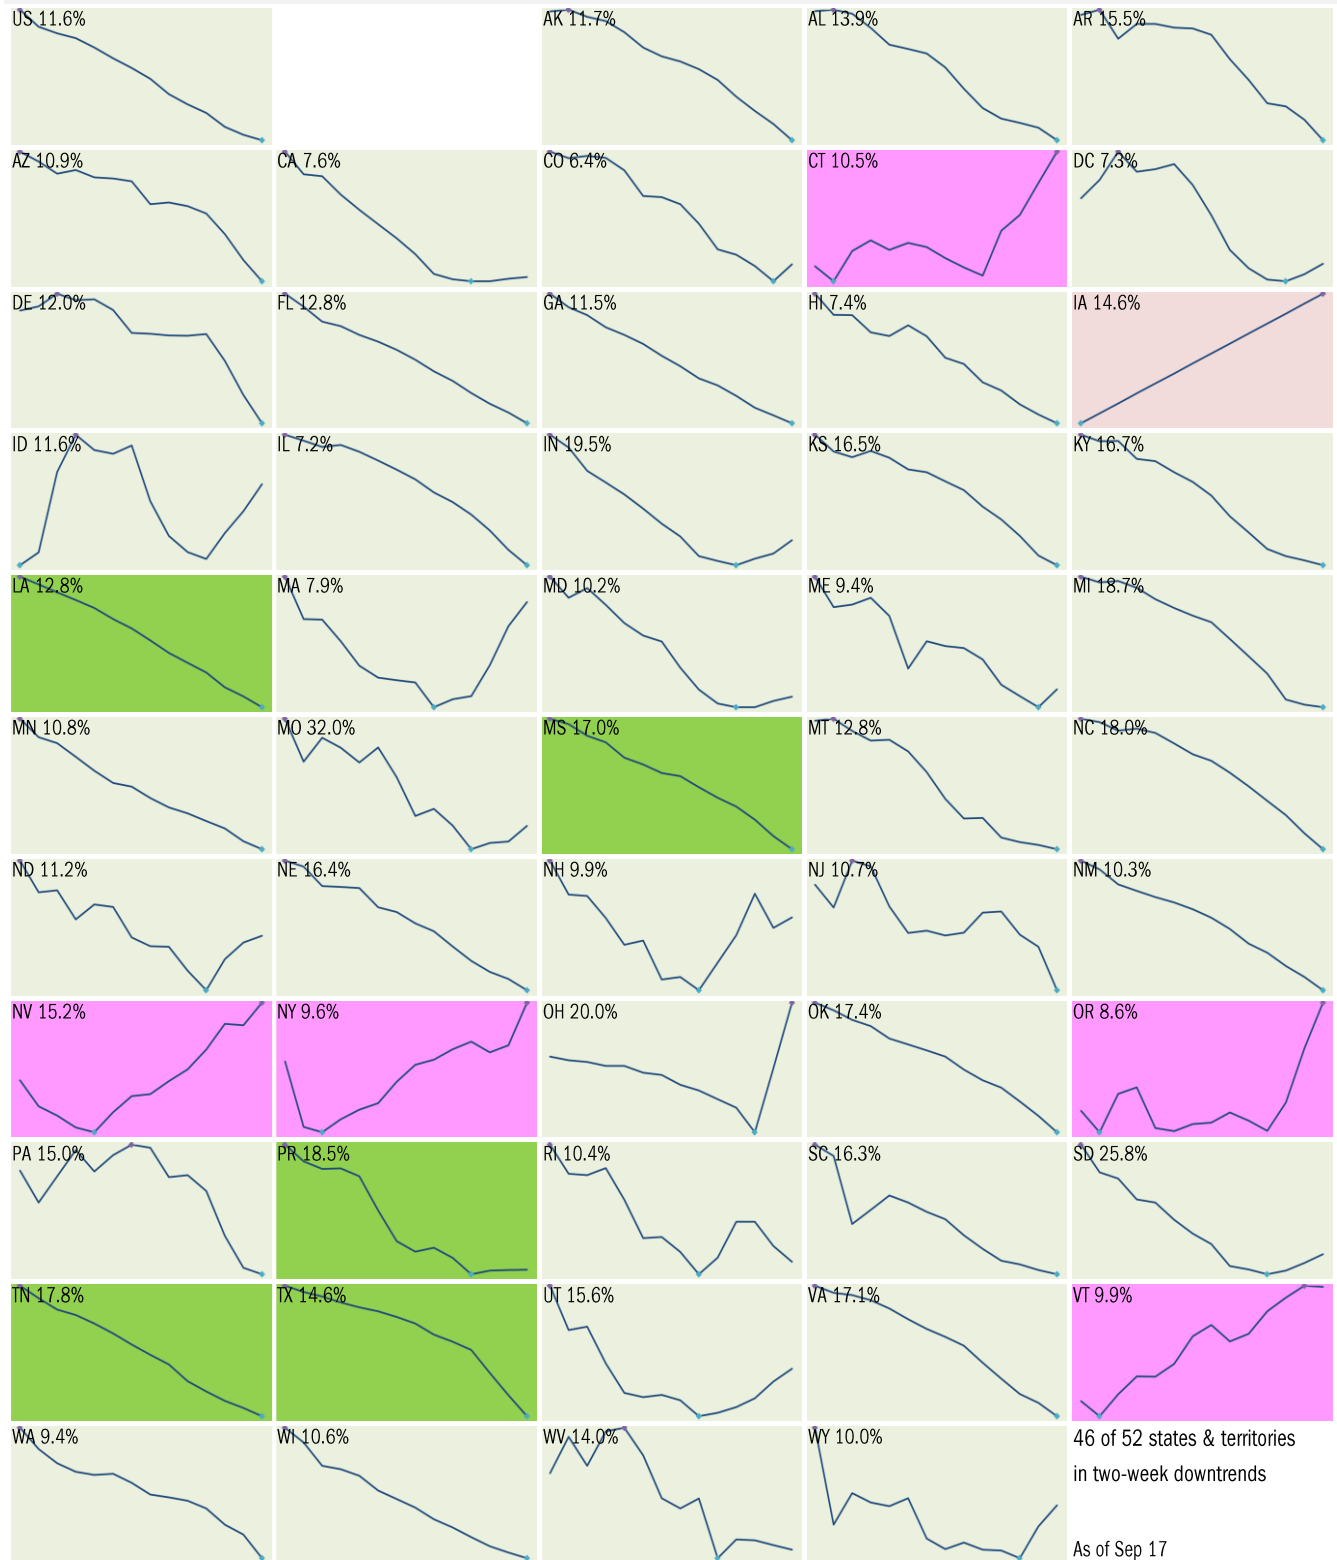 US 11.6%
AK 11.7%
AL 13.9%
AR 15.5%
AZ 10.9%
CA 7.6%
CO 6.4%
CT 10.5%
DC 7.3%
DE 12.0%
FL 12.8%
GA 11.5%
HI 7.4%
IA 14.6%
ID 11.6%
IL 7.2%
IN 19.5%
KS 16.5%
KY 16.7%
LA 12.8%
MA 7.9%
MD 10.2%
ME 9.4%
MI 18.7%
MN 10.8%
MO 32.0%
MS 17.0%
MT 12.8%
NC 18.0%
ND 11.2%
NE 16.4%
NH 9.9%
NJ 10.7%
NM 10.3%
NV 15.2%
NY 9.6%
OH 20.0%
OK 17.4%
OR 8.6%
PA 15.0%
PR 18.5%
RI 10.4%
SC 16.3%
SD 25.8%
TN 17.8%
TX 14.6%
UT 15.6%
VA 17.1%
VT 9.9%
WA 9.4%
WI 10.6%
WV 14.0%
WY 10.0%
46 of 52 states & territories
in two-week downtrends
As of Sep 17